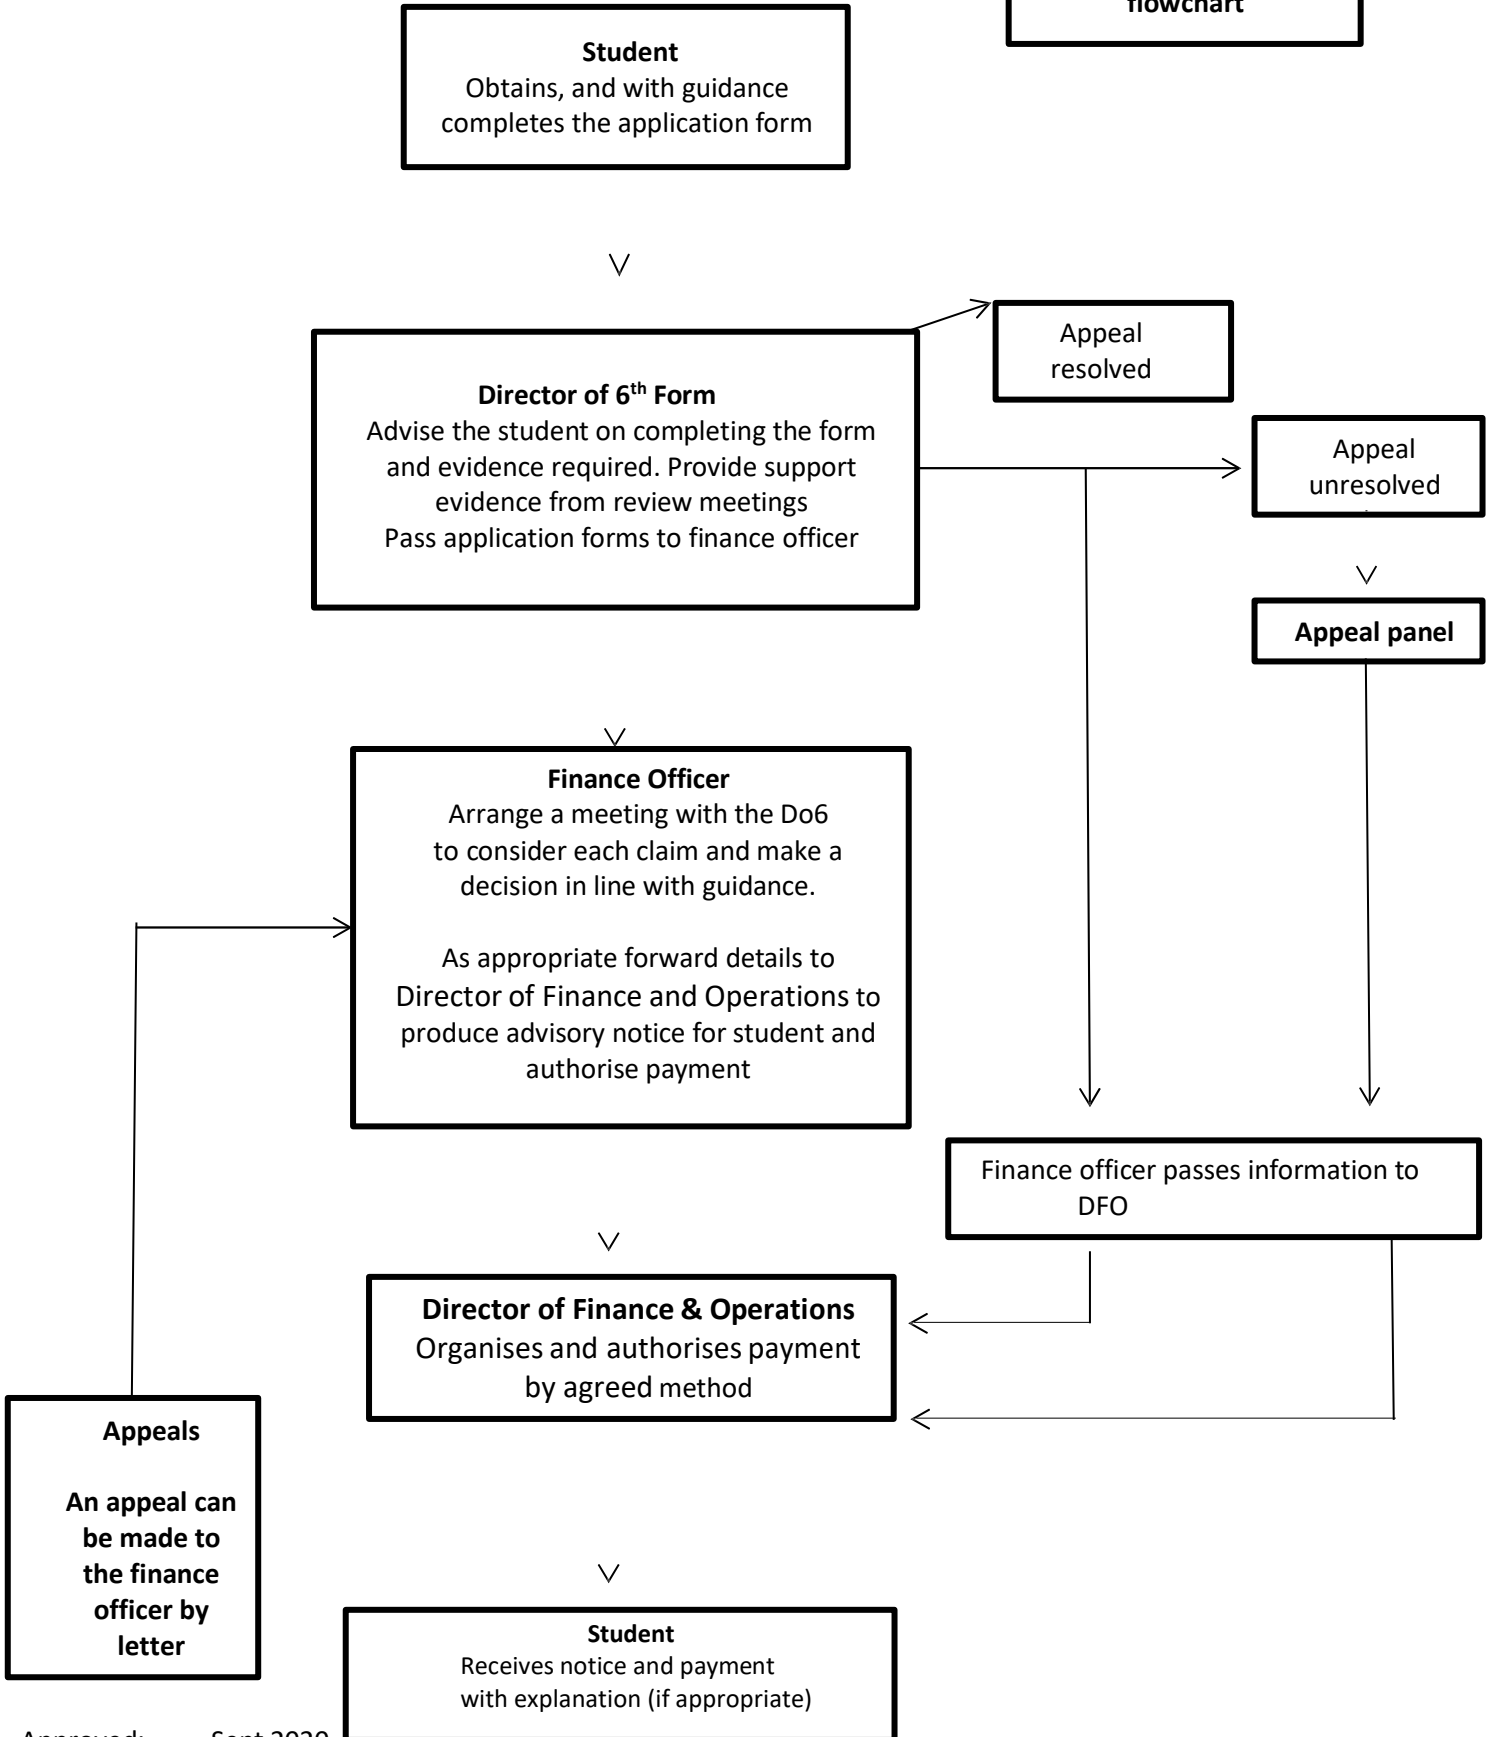 flowchart
Student
Obtains, and with guidance
completes the application form
Appeal
resolved
Director of 6th Form
Advise the student on completing the form
and evidence required. Provide support
evidence from review meetings
Pass application forms to finance officer
Appeal
unresolved
Appeal panel
Finance Officer
Arrange a meeting with the Do6
to consider each claim and make a
decision in line with guidance.
As appropriate forward details to
Director of Finance and Operations to
produce advisory notice for student and
authorise payment
Finance officer passes information to
DFO
Director of Finance & Operations
Organises and authorises payment
by agreed method
Appeals
An appeal can
be made to
the finance
officer by
letter
Student
Receives notice and payment
with explanation (if appropriate)
Approved: Sept 2020